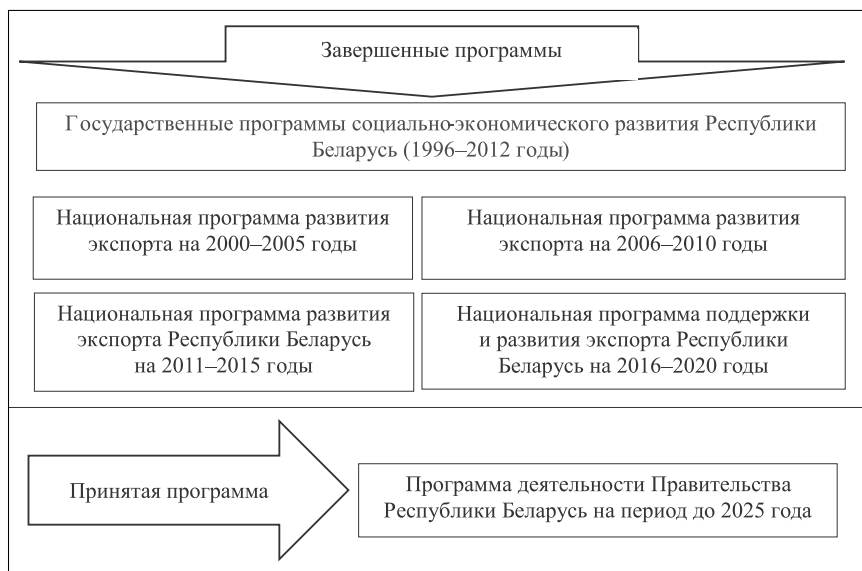 Завершенные программы
Государственные программы социально-экономического развития Республики
Беларусь (1996–2012 годы)
Национальная программа развития
экспорта на 2000–2005 годы
Национальная программа развития
экспорта на 2006–2010 годы
Национальная программа развития
экспорта Республики Беларусь
на 2011–2015 годы
Национальная программа поддержки
и развития экспорта Республики
Беларусь на 2016–2020 годы
Принятая программа
Программа деятельности Правительства
Республики Беларусь на период до 2025 года